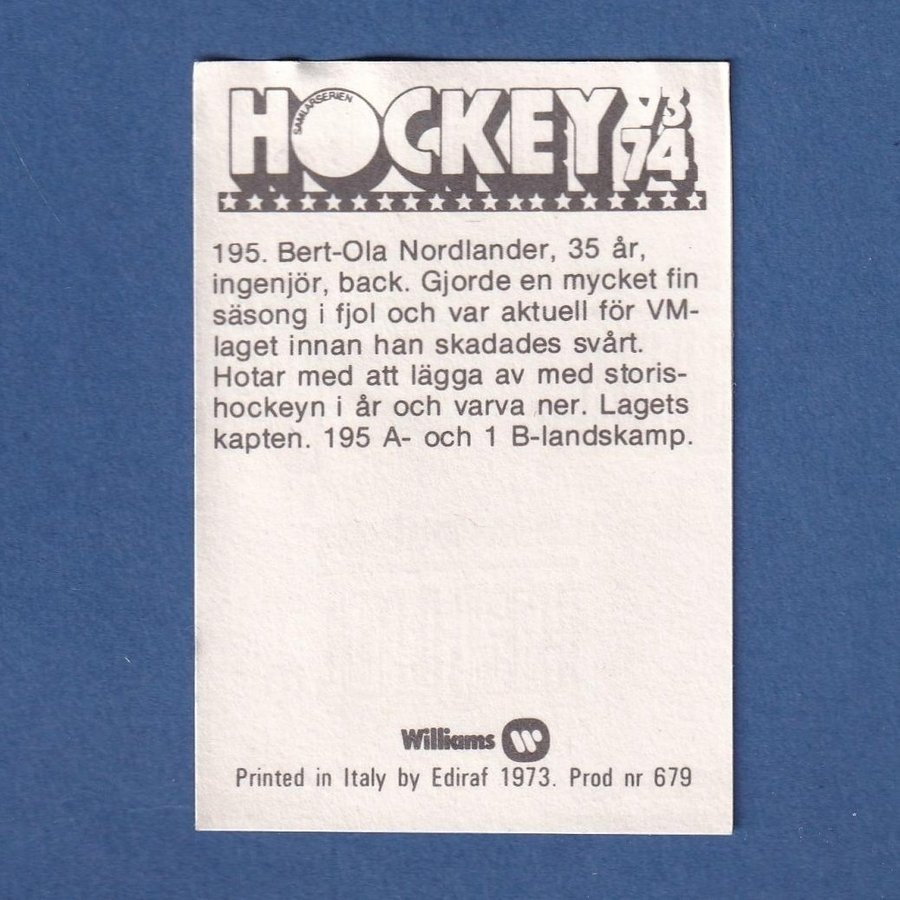 HOCKEY 73
SAMLARSERIEN
74
195. Bert-Ola Nordlander, 35 år,
ingenjör, back. Gjorde en mycket fin
säsong i fjol och var aktuell för VM-
laget innan han skadades svårt.
Hotar med att lägga av med storis-
hockeyn i år och varva ner. Lagets
kapten. 195 A- och 1 B-landskamp.
Williams
Printed in Italy by Ediraf 1973. Prod nr 679